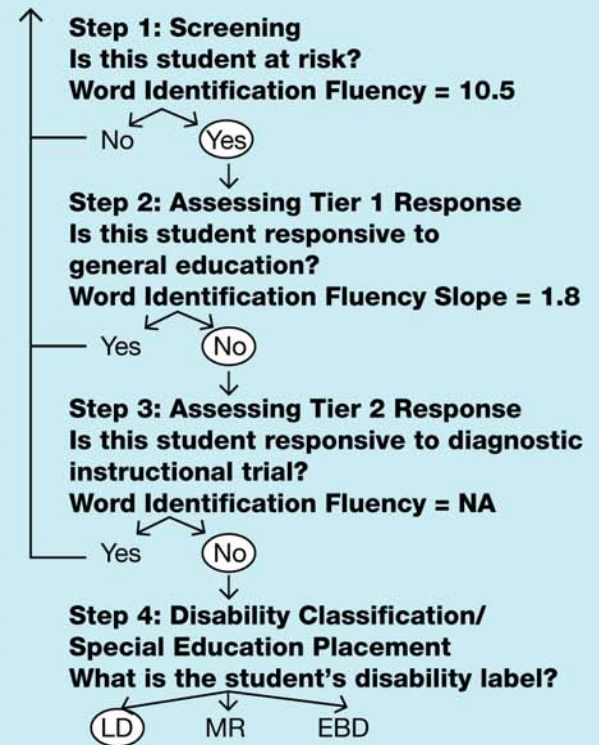 Step 1: Screening
Is this student at risk?
Word Identification Fluency = 10.5
No Yes
Step 2: Assessing Tier 1 Response
Is this student responsive to
general education?
Word Identification Fluency Slope = 1.8
Yes No
Step 3: Assessing Tier 2 Response
Is this student responsive to diagnostic
instructional trial?
Word Identification Fluency = NA
Yes No
Step 4: Disability Classification/
Special Education Placement
What is the student's disability label?
LD MR EBD